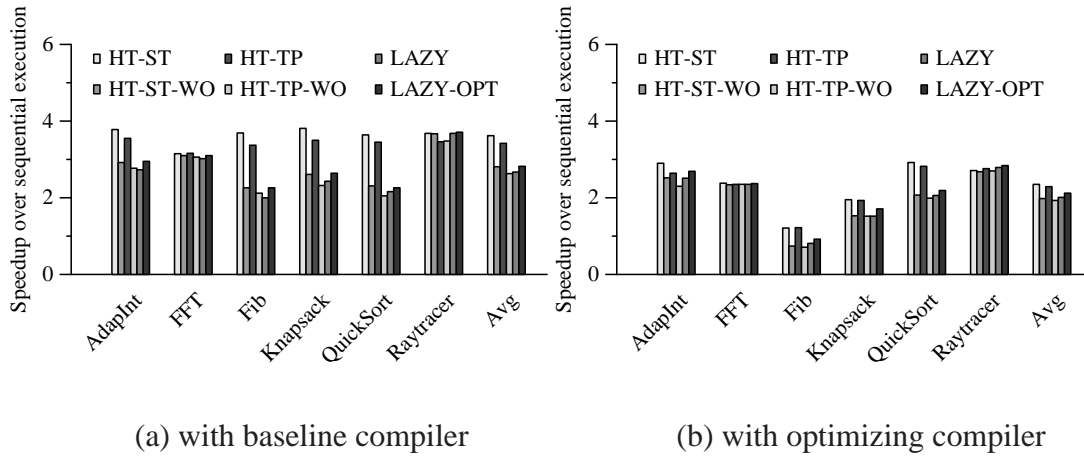 Speedup over sequential execution
6
4
2
0
HT-ST HT-TP LAZY
HT-ST-WO HT-TP-WO LAZY-OPT
AdapInt
FFT
Fib
Knapsack
QuickSort
Raytracer
Avg
(a) with baseline compiler
Speedup over sequential execution
6
4
2
0
HT-ST HT-TP LAZY
HT-ST-WO HT-TP-WO LAZY-OPT
AdapInt
FFT
Fib
Knapsack
QuickSort
Raytracer
Avg
(b) with optimizing compiler